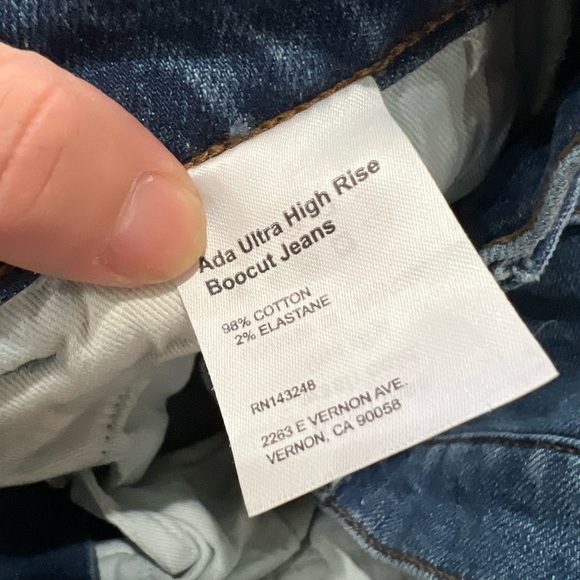 Ada Ultra High Rise
Boocut Jeans
98% COTTON
2% ELASTANE
RN143248
2263 E VERNON AVE.
VERNON, CA 90058